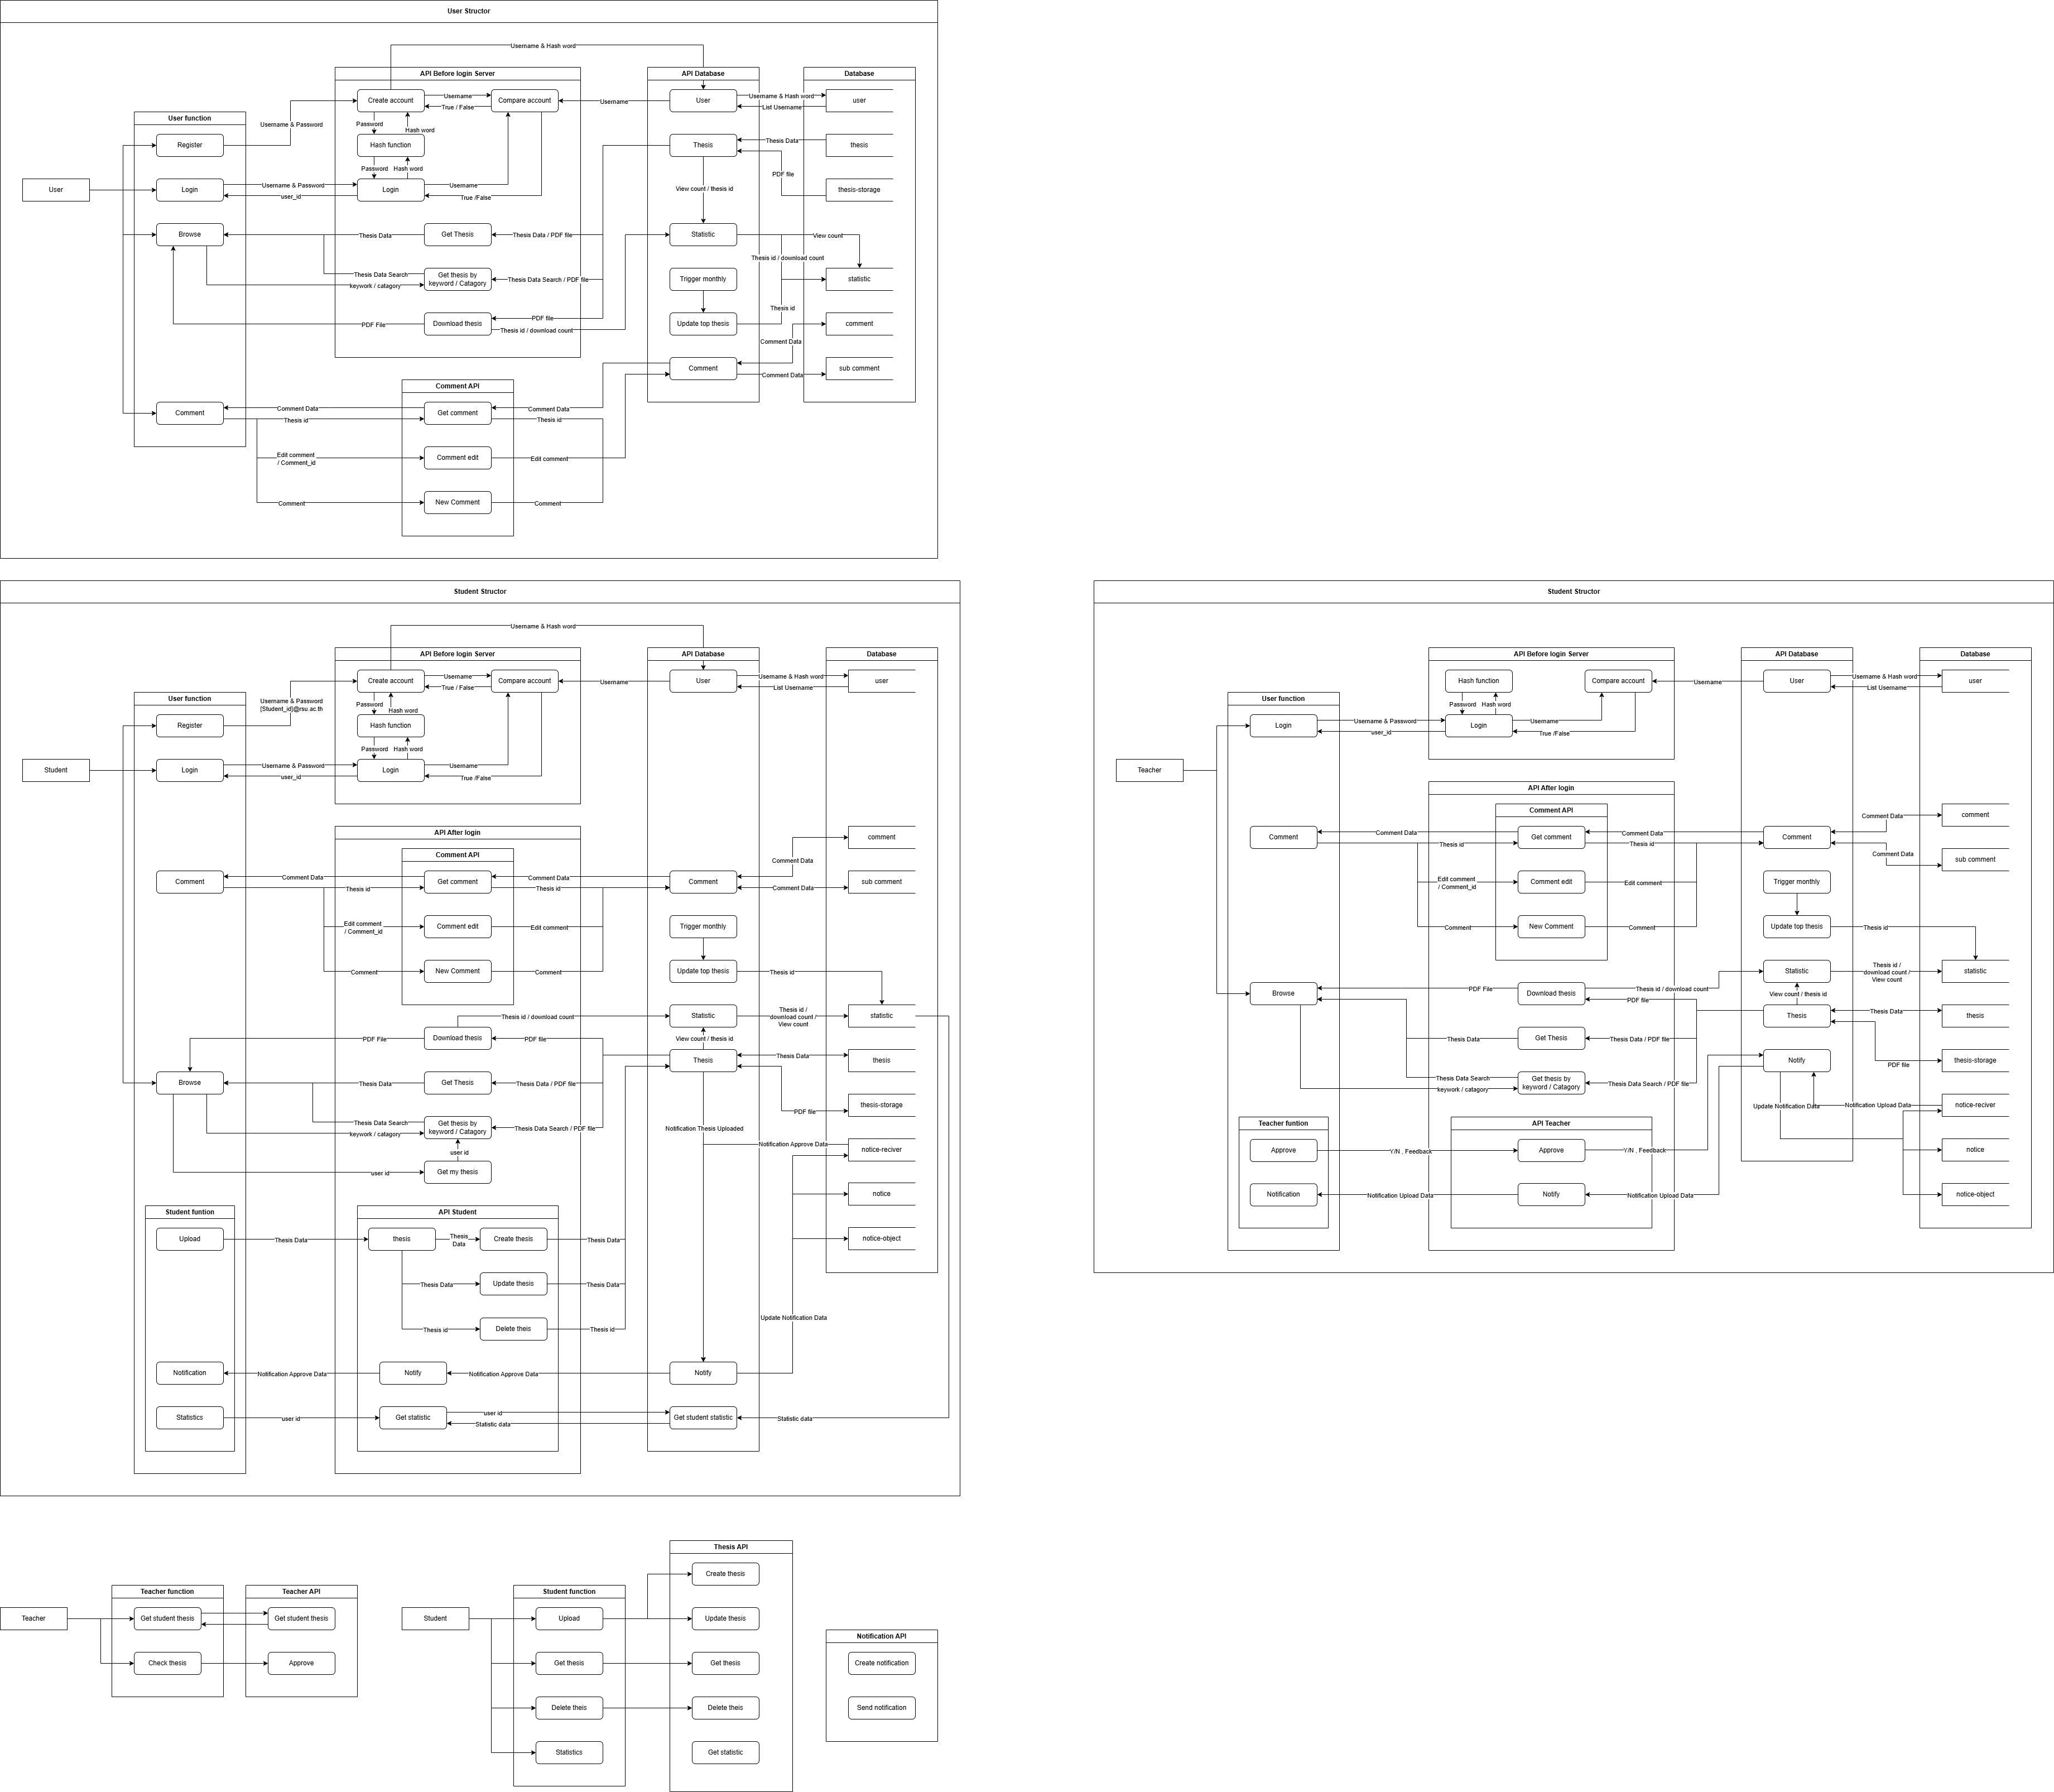 User Structor
Username & Hash word
API Before login Server
API Database
Database
Create account
Username
True / False
Compare account
Username
User
Username & Hash word
List Username
user
User function
Username & Password
Password
Hash word
Register
Hash function
Thesis
Thesis Data
thesis
Password
Hash word
PDF file
User
Login
Username & Password
user_id
Login
Username
True /False
View count / thesis id
thesis-storage
Browse
Thesis Data
Get Thesis
Thesis Data / PDF file
Statistic
View count
Thesis id / download count
Thesis Data Search
keywork / catagory
Get thesis by
keyword / Catagory
Thesis Data Search / PDF file
Trigger monthly
statistic
Thesis id
PDF File
Download thesis
PDF file
Thesis id / download count
Update top thesis
comment
Comment Data
Comment
Comment Data
sub comment
Comment API
Comment
Comment Data
Thesis id
Get comment
Comment Data
Thesis id
Edit comment
/ Comment_id
Comment edit
Edit comment
Comment
New Comment
Comment
Student Structor
Username & Hash word
API Before login Server
API Database
Database
Create account
Username
True / False
Compare account
Username
User
Username & Hash word
List Username
user
User function
Username & Password
[Student_id]@rsu.ac.th
Password
Hash word
Register
Hash function
Password
Hash word
Student
Login
Username & Password
user_id
Login
Username
True /False
API After login
comment
Comment API
Comment Data
Comment
Comment Data
Thesis id
Get comment
Comment Data
Thesis id
Comment
Comment Data
sub comment
Edit comment
/ Comment_id
Comment edit
Edit comment
Trigger monthly
Comment
New Comment
Comment
Update top thesis
Thesis id
Thesis id / download count
Statistic
Thesis id /
download count /
View count
statistic
PDF File
Download thesis
PDF file
View count / thesis id
Thesis
Thesis Data
thesis
Browse
Thesis Data
Get Thesis
Thesis Data / PDF file
PDF file
thesis-storage
Thesis Data Search
keywork / catagory
Get thesis by
keyword / Catagory
Thesis Data Search / PDF file
Notification Thesis Uploaded
Notification Approve Data
notice-reciver
user id
user id
Get my thesis
notice
Student funtion
API Student
Upload
Thesis Data
thesis
Thesis
Data
Create thesis
Thesis Data
notice-object
Thesis Data
Update thesis
Thesis Data
Thesis id
Delete theis
Thesis id
Update Notification Data
Notification
Notification Approve Data
Notify
Notification Approve Data
Notify
Statistics
user id
Get statistic
user id
Statistic data
Get student statistic
Statistic data
Student Structor
API Before login Server
API Database
Database
Hash function
Compare account
Username
User
Username & Hash word
List Username
user
User function
Password
Hash word
Login
Username & Password
user_id
Login
Username
True /False
Teacher
API After login
Comment API
Comment Data
comment
Comment
Comment Data
Thesis id
Get comment
Comment Data
Thesis id
Comment
Comment Data
sub comment
Edit comment
/ Comment_id
Comment edit
Edit comment
Trigger monthly
Comment
New Comment
Comment
Update top thesis
Thesis id
Statistic
Thesis id /
download count /
View count
statistic
Browse
PDF File
Download thesis
Thesis id / download count
PDF file
View count / thesis id
Thesis
Thesis Data
thesis
Thesis Data
Get Thesis
Thesis Data / PDF file
Notify
PDF file
thesis-storage
Thesis Data Search
keywork / catagory
Get thesis by
keyword / Catagory
Thesis Data Search / PDF file
Update Notification Data
Notification Upload Data
notice-reciver
Teacher funtion
API Teacher
Approve
Y/N , Feedback
Approve
Y/N , Feedback
notice
Notification
Notification Upload Data
Notify
Notification Upload Data
notice-object
Teacher function
Teacher API
Teacher
Get student thesis
Get student thesis
Check thesis
Approve
Thesis API
Create thesis
Student function
Student
Upload
Update thesis
Get thesis
Get thesis
Delete theis
Delete theis
Statistics
Get statistic
Notification API
Create notification
Send notification